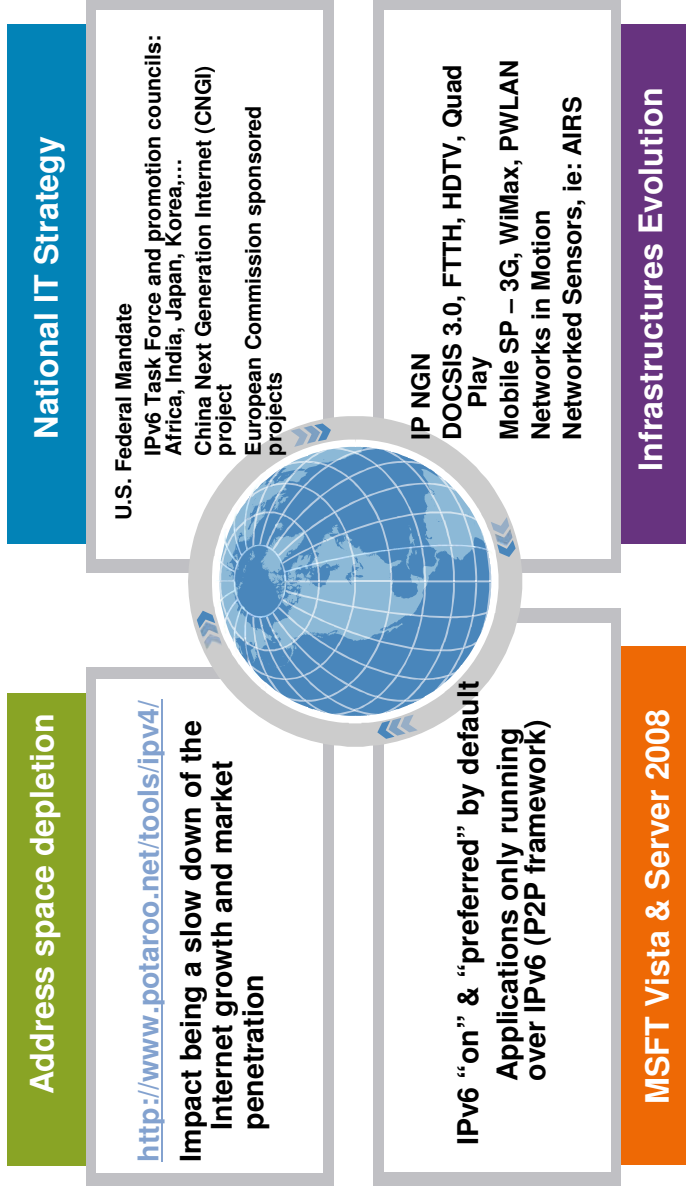 Address space depletion
http://www.potaroo.net/tools/ipv4/
Impact being a slow down of the
Internet growth and market
penetration
National IT Strategy
U.S. Federal Mandate
IPv6 Task Force and promotion councils:
Africa, India, Japan, Korea,…
China Next Generation Internet (CNGI)
project
European Commission sponsored
projects
IPv6 “on” & “preferred” by default
Applications only running
over IPv6 (P2P framework)
MSFT Vista & Server 2008
IP NGN
DOCSIS 3.0, FTTH, HDTV, Quad
Play
Mobile SP – 3G, WiMax, PWLAN
Networks in Motion
Networked Sensors, ie: AIRS
Infrastructures Evolution